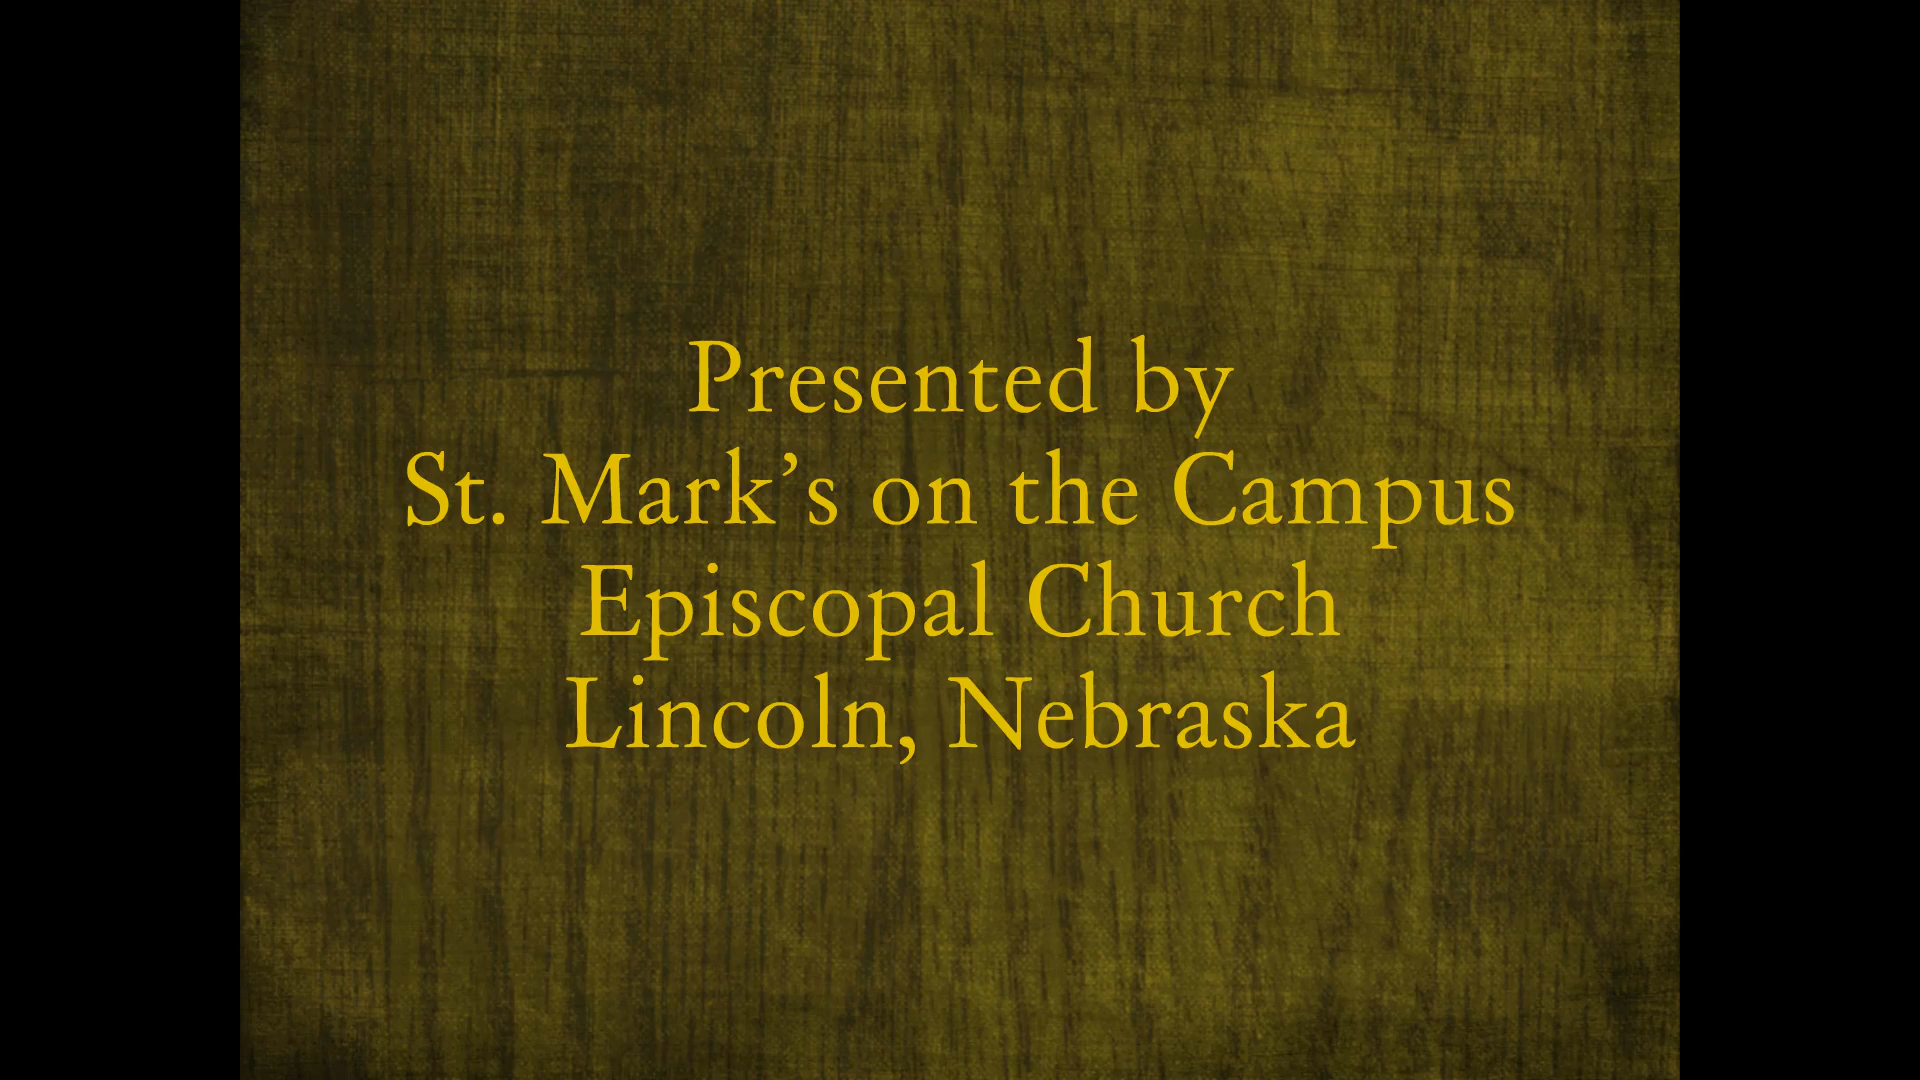 Presented by
St. Mark’s on the Campus
Episcopal Church
Lincoln, Nebraska